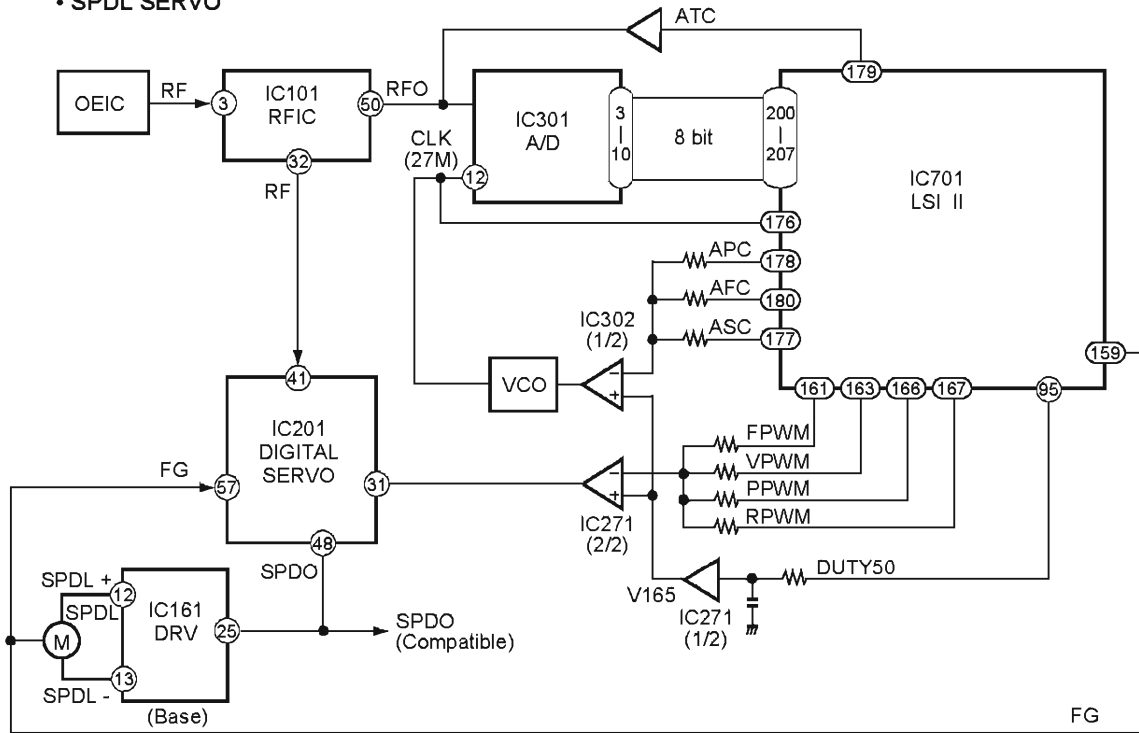 • SPDL SERVO
ATC
179
OEIC
RF
3
IC101
RFIC
50
RFO
32
RF
CLK
(27M)
12
IC301
A/D
3
|
10
8 bit
200
|
207
IC701
LSI II
176
APC
178
AFC
180
ASC
177
159
IC302
(1/2)
−
+
VCO
161
163
166
167
95
41
IC201
DIGITAL
SERVO
FG
57
31
48
SPDO
−
+
IC271
(2/2)
FPWM
VPWM
PPWM
RPWM
DUTY50
V165
IC271
(1/2)
SPDL +
12
SPDL
M
IC161
DRV
25
SPDO
(Compatible)
13
SPDL -
(Base)
FG